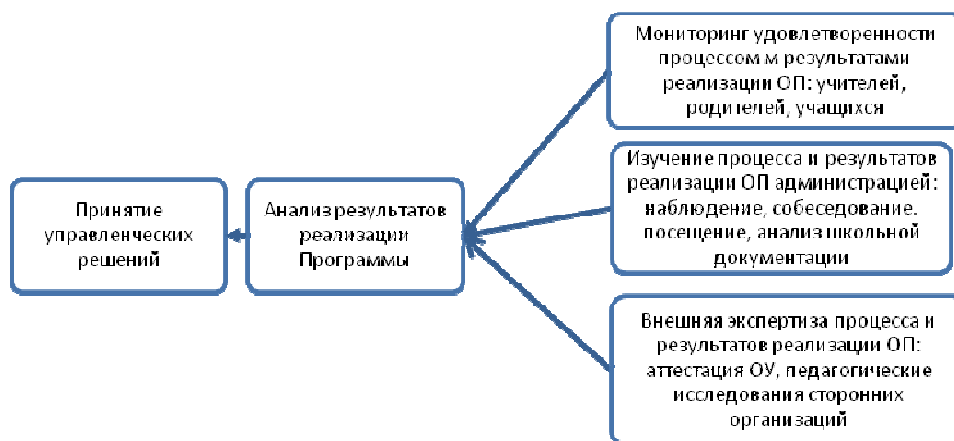 Мониторинг удовлетворенности
процессом м результатами
реализации ОП: учителей,
родителей, учащихся
Изучение процесса и результатов
реализации ОП администрацией:
наблюдение, собеседование.
посещение, анализ школьной
документации
Принятие
управленческих
решений
Анализ результатов
реализации
Программы
Внешняя экспертиза процесса и
результатов реализации ОП:
аттестация ОУ, педагогические
исследования сторонних
организаций